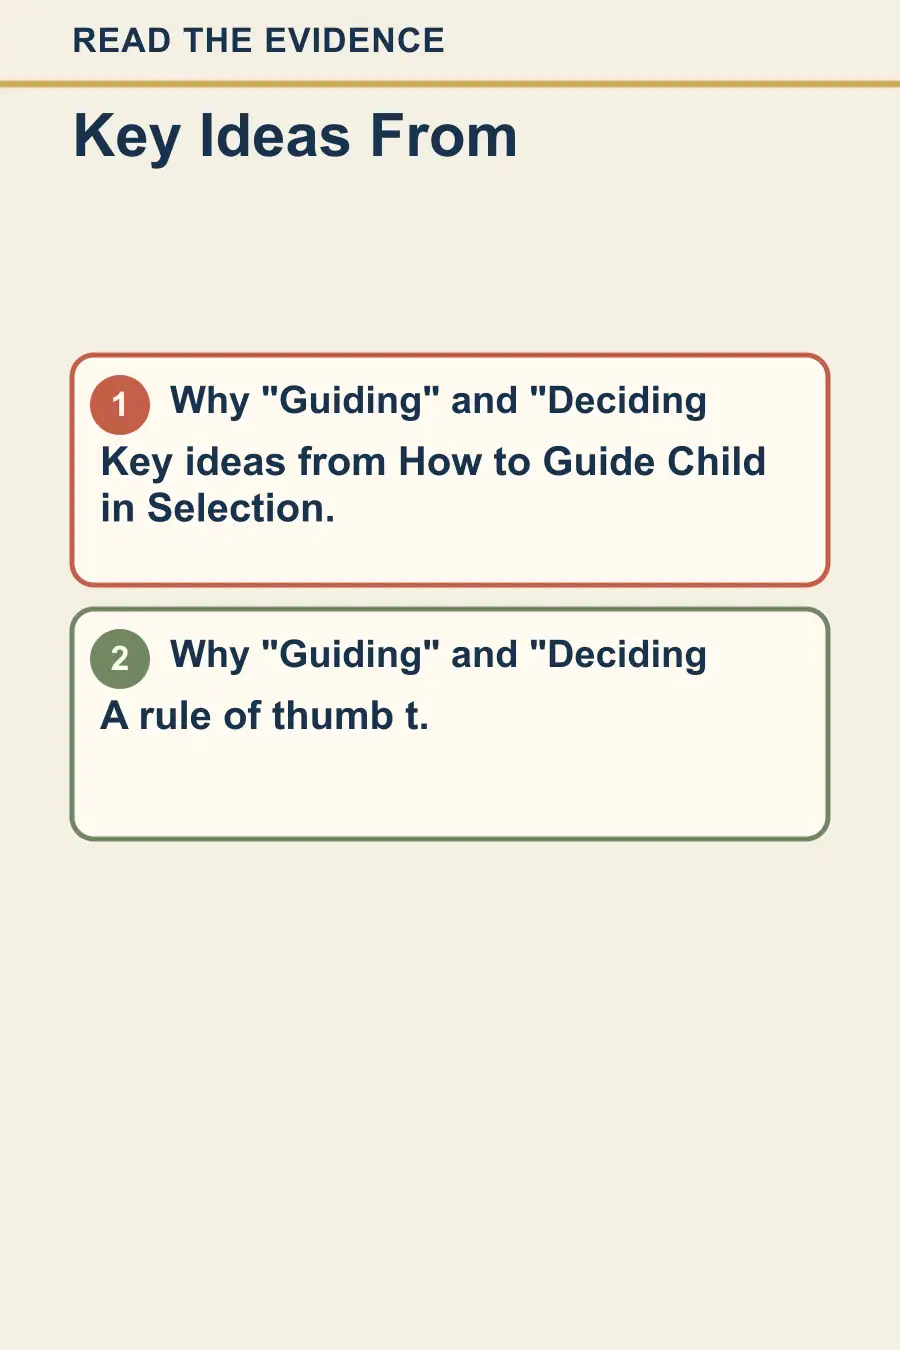 READ THE EVIDENCE
Key Ideas From
1 Why "Guiding" and "Deciding
Key ideas from How to Guide Child
in Selection.
2 Why "Guiding" and "Deciding
A rule of thumb t.